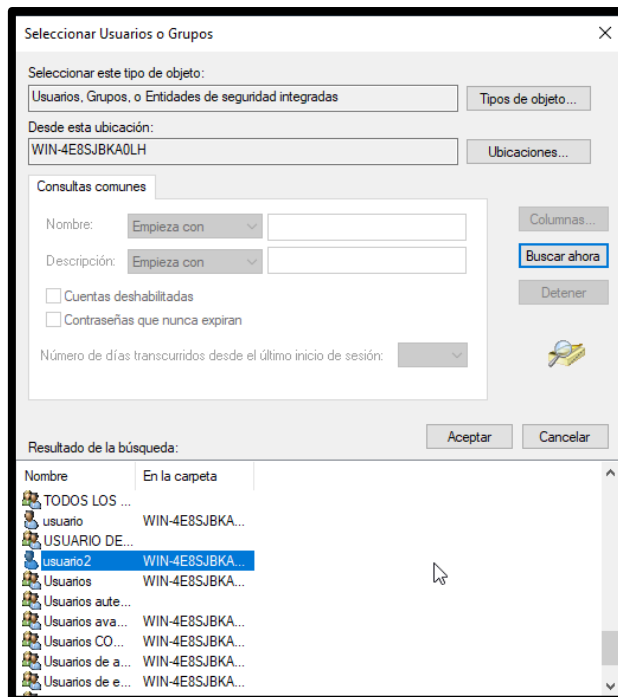 Seleccionar Usuarios o Grupos
Seleccionar este tipo de objeto:
Usuarios, Grupos, o Entidades de seguridad integradas
Tipos de objeto...
Desde esta ubicación:
WIN-4E8SJBKA0LH
Ubicaciones...
Consultas comunes
Nombre: Empieza con
Columnas...
Descripción: Empieza con
Buscar ahora
Cuentas deshabilitadas
Detener
Contraseñas que nunca expiran
Número de días transcurridos desde el último inicio de sesión:
Aceptar Cancelar
Resultado de la búsqueda:
Nombre En la carpeta
TODOS LOS ...
usuario WIN-4E8SJBKA...
USUARIO DE...
usuario2 WIN-4E8SJBKA...
Usuarios WIN-4E8SJBKA...
Usuarios aute...
Usuarios ava... WIN-4E8SJBKA...
Usuarios CO... WIN-4E8SJBKA...
Usuarios de a... WIN-4E8SJBKA...
Usuarios de e... WIN-4E8SJBKA...